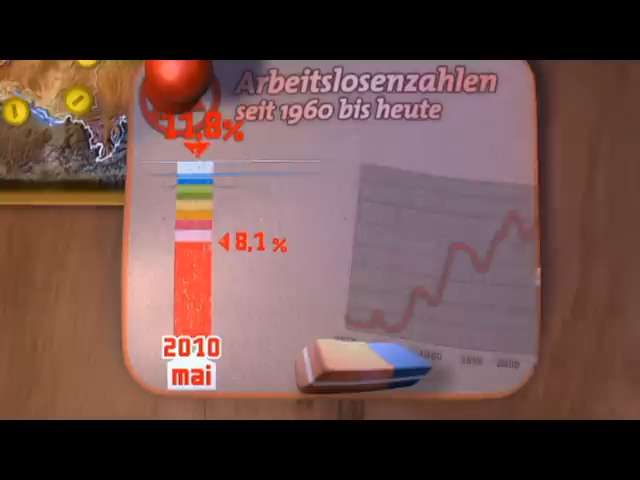 Arbeitslosenzahlen
seit 1960 bis heute
11,8%
8,1 %
2010
mai